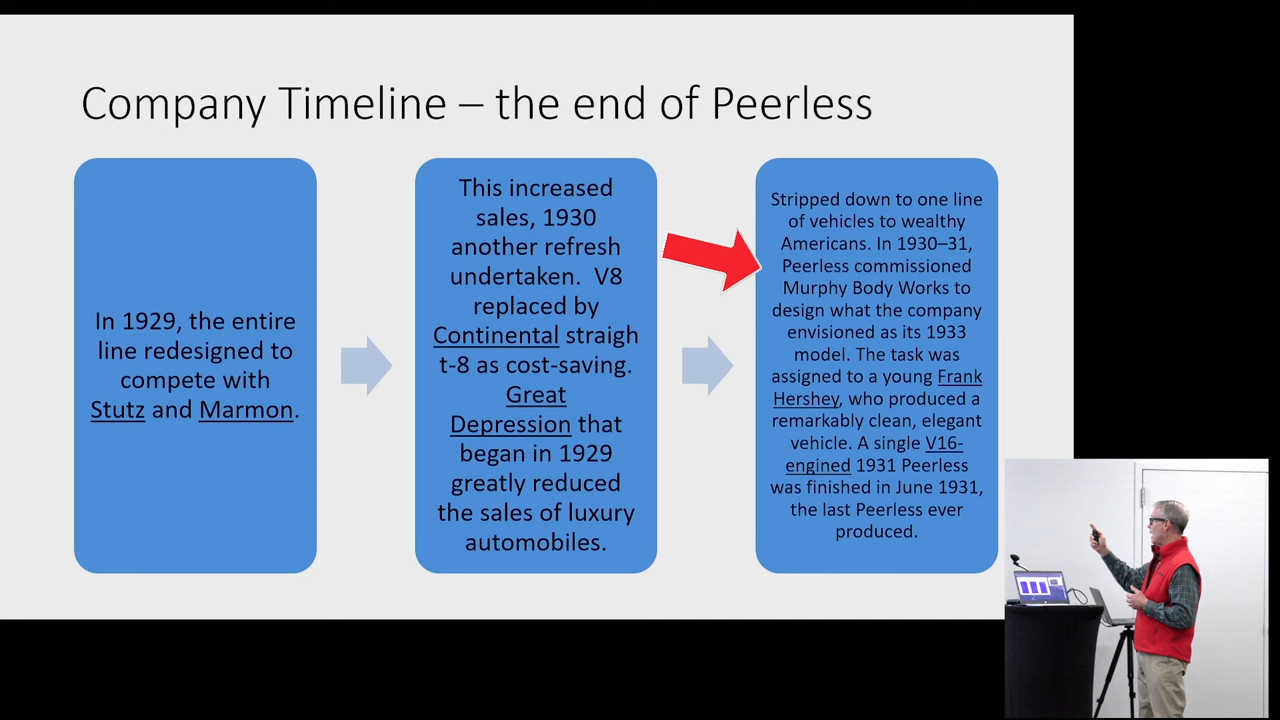 Company Timeline – the end of Peerless
In 1929, the entire
line redesigned to
compete with
Stutz and Marmon.
This increased
sales, 1930
another refresh
undertaken.  V8
replaced by
Continental straigh
t-8 as cost-saving.
Great
Depression that
began in 1929
greatly reduced
the sales of luxury
automobiles.
Stripped down to one line
of vehicles to wealthy
Americans. In 1930–31,
Peerless commissioned
Murphy Body Works to
design what the company
envisioned as its 1933
model. The task was
assigned to a young Frank
Hershey, who produced a
remarkably clean, elegant
vehicle. A single V16-
engined 1931 Peerless
was finished in June 1931,
the last Peerless ever
produced.